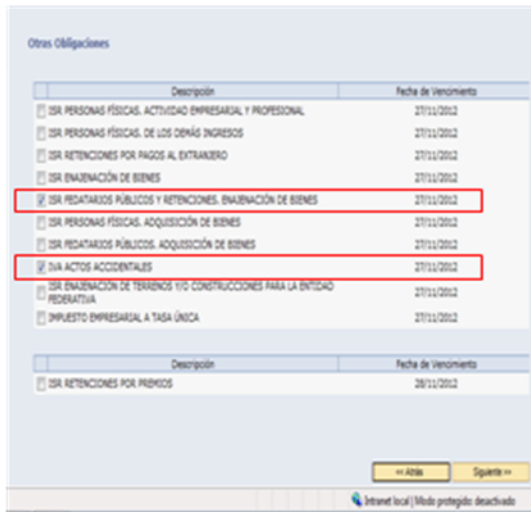 Otras Obligaciones
Descripción Fecha de Vencimiento
ISR PERSONAS FÍSICAS. ACTIVIDAD EMPRESARIAL Y PROFESIONAL 27/11/2012
ISR PERSONAS FÍSICAS. DE LOS DEMÁS INGRESOS 27/11/2012
ISR RETENCIONES POR PAGOS AL EXTRANJERO 27/11/2012
ISR ENAJENACIÓN DE BIENES 27/11/2012
ISR FEDATARIOS PÚBLICOS Y RETENCIONES. ENAJENACIÓN DE BIENES 27/11/2012
ISR PERSONAS FÍSICAS. ADQUISICIÓN DE BIENES 27/11/2012
ISR FEDATARIOS PÚBLICOS. ADQUISICIÓN DE BIENES 27/11/2012
IVA ACTOS ACCIDENTALES 27/11/2012
ISR ENAJENACIÓN DE TERRENOS Y/O CONSTRUCCIONES PARA LA ENTIDAD 27/11/2012
FEDERATIVA
IMPUESTO EMPRESARIAL A TASA ÚNICA 27/11/2012
Descripción Fecha de Vencimiento
ISR RETENCIONES POR PREMIOS 28/11/2012
<< Atrás Siguiente >>
Intranet local | Modo protegido: desactivado